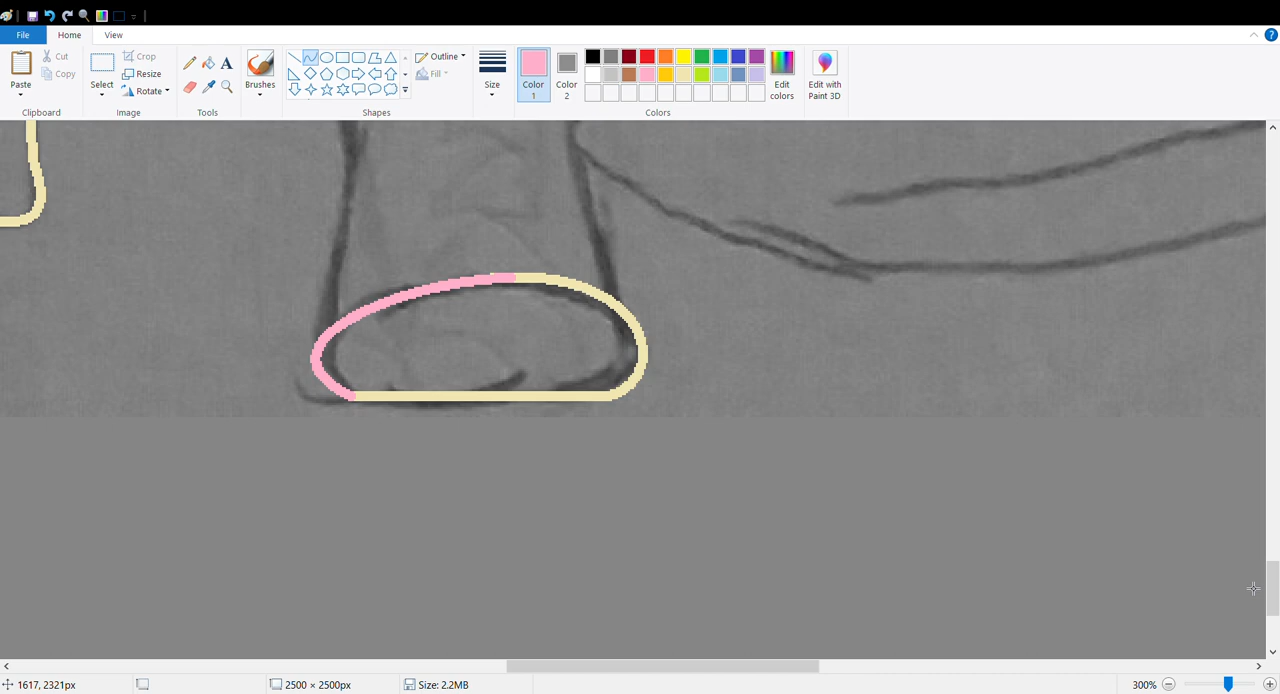 File Home View
Paste
Cut
Copy
Clipboard
Select
Crop
Resize
Rotate
Image
A
Tools
Brushes
Outline
Fill
Shapes
Size
Color
1
Color
2
Edit
colors
Edit with
Paint 3D
Colors
1617, 2321px
2500 × 2500px
Size: 2.2MB
300%